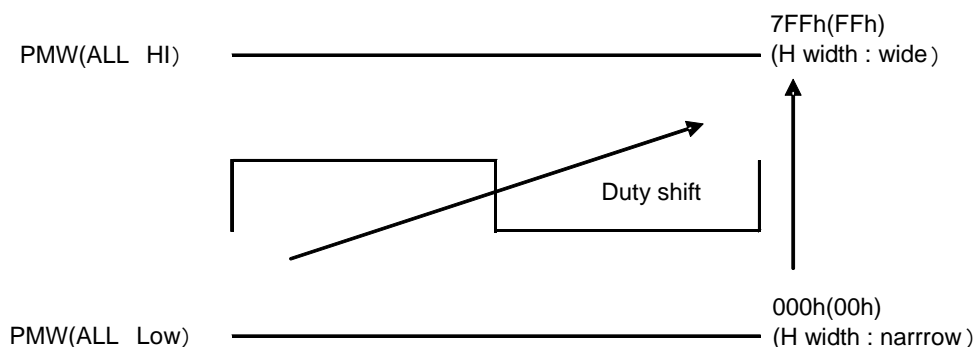 7FFh(FFh)
PMW(ALL HI)
(H width : wide)
Duty shift
000h(00h)
PMW(ALL Low)
(H width : narrrow)